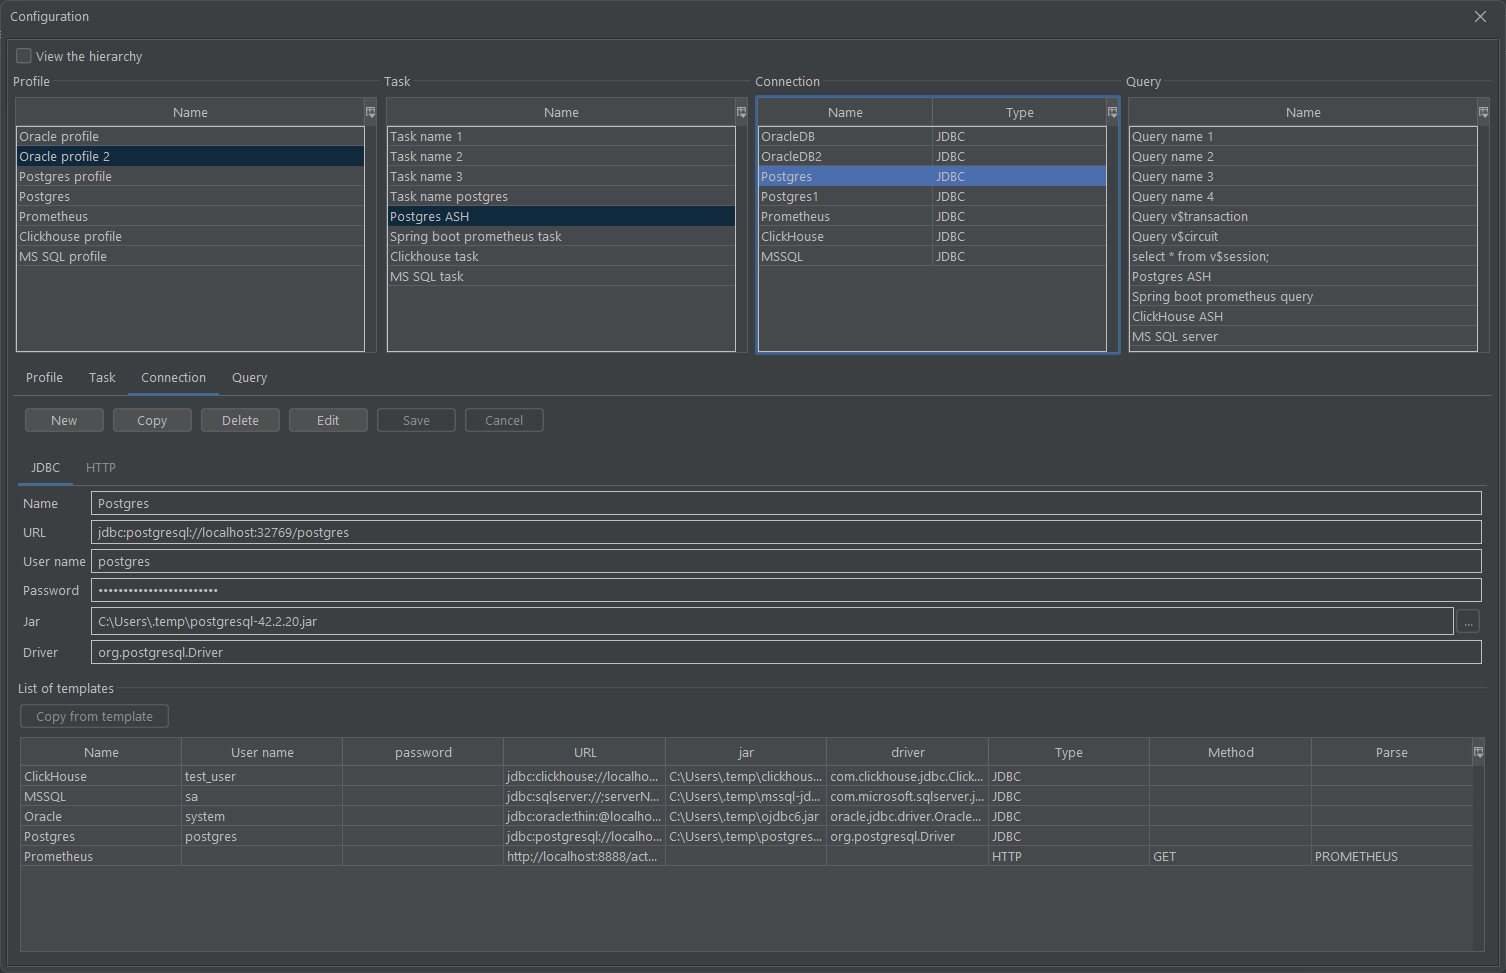 Configuration
View the hierarchy
Profile
Name
Oracle profile
Oracle profile 2
Postgres profile
Postgres
Prometheus
Clickhouse profile
MS SQL profile
Task
Name
Task name 1
Task name 2
Task name 3
Task name postgres
Postgres ASH
Spring boot prometheus task
Clickhouse task
MS SQL task
Connection
Name Type
OracleDB JDBC
OracleDB2 JDBC
Postgres JDBC
Postgres1 JDBC
Prometheus JDBC
ClickHouse JDBC
MSSQL JDBC
Query
Name
Query name 1
Query name 2
Query name 3
Query name 4
Query v$transaction
Query v$circuit
select * from v$session;
Postgres ASH
Spring boot prometheus query
ClickHouse ASH
MS SQL server
Profile Task Connection Query
New Copy Delete Edit Save Cancel
JDBC HTTP
Name Postgres
URL jdbc:postgresql://localhost:32769/postgres
User name postgres
Password ••••••••••••••••••••••••
Jar C:\Users\.temp\postgresql-42.2.20.jar ...
Driver org.postgresql.Driver
List of templates
Copy from template
Name User name password URL jar driver Type Method Parse
ClickHouse test_user jdbc:clickhouse://localho... C:\Users\.temp\clickhous... com.clickhouse.jdbc.Click... JDBC
MSSQL sa jdbc:sqlserver://;serverN... C:\Users\.temp\mssql-jd... com.microsoft.sqlserver.j... JDBC
Oracle system jdbc:oracle:thin:@localho... C:\Users\.temp\ojdbc6.jar oracle.jdbc.driver.Oracle... JDBC
Postgres postgres jdbc:postgresql://localho... C:\Users\.temp\postgres... org.postgresql.Driver JDBC
Prometheus http://localhost:8888/act... HTTP GET PROMETHEUS